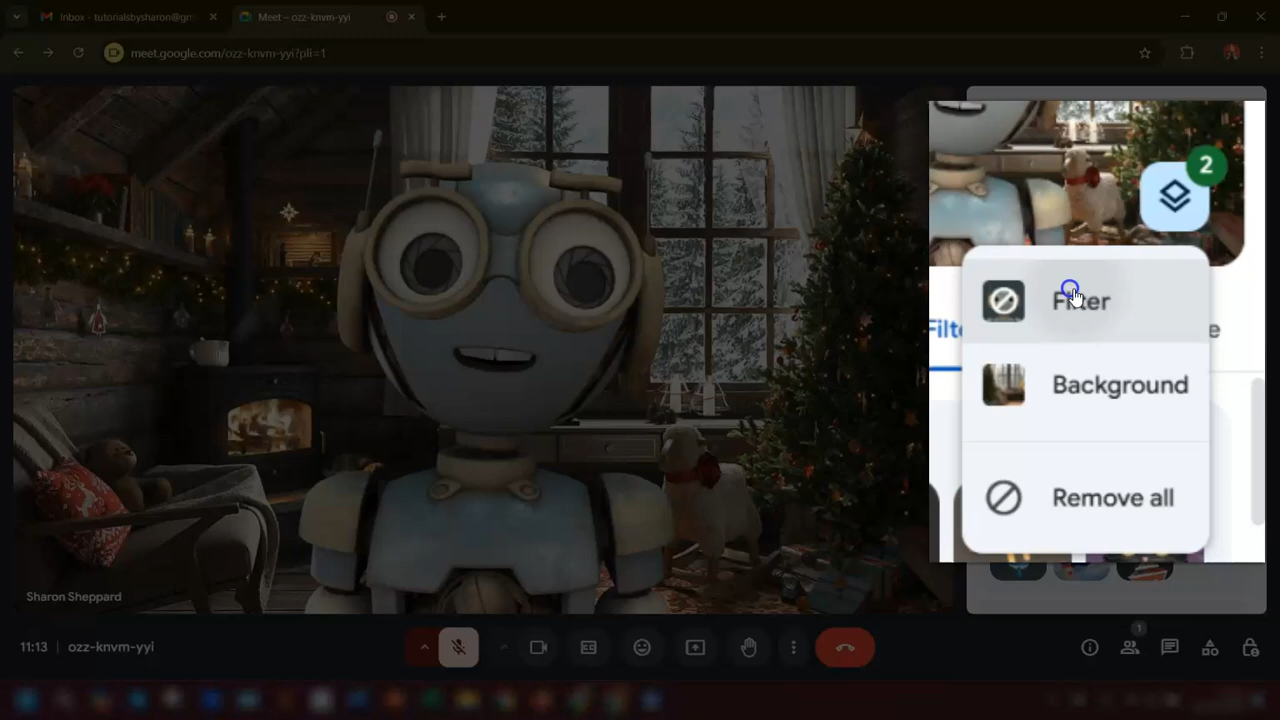 Inbox - tutorialsbysharon@gm
Meet – ozz-knvm-yyi
meet.google.com/ozz-knvm-yyi?pli=1
2
Filter
Background
Remove all
Sharon Sheppard
11:13 | ozz-knvm-yyi
1